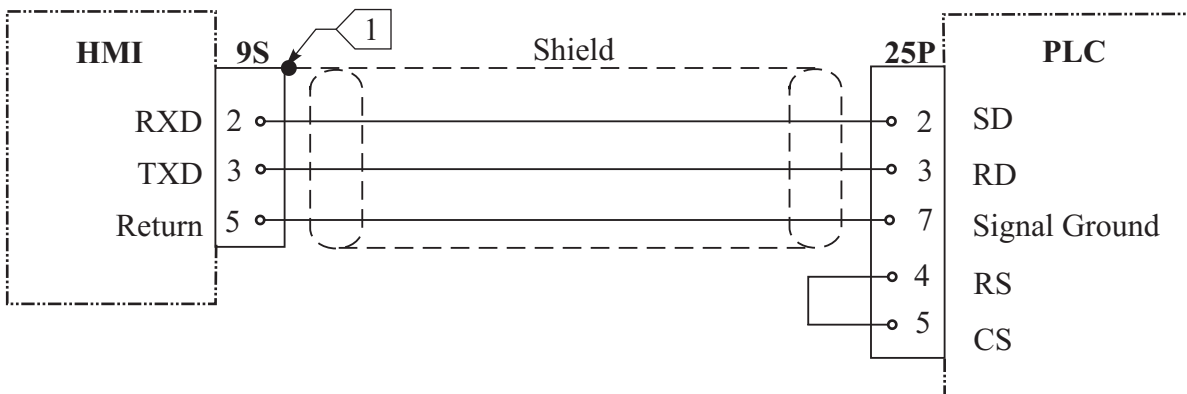 1
HMI 9S Shield 25P PLC
RXD 2 2 SD
TXD 3 3 RD
Return 5 7 Signal Ground
4 RS
5 CS